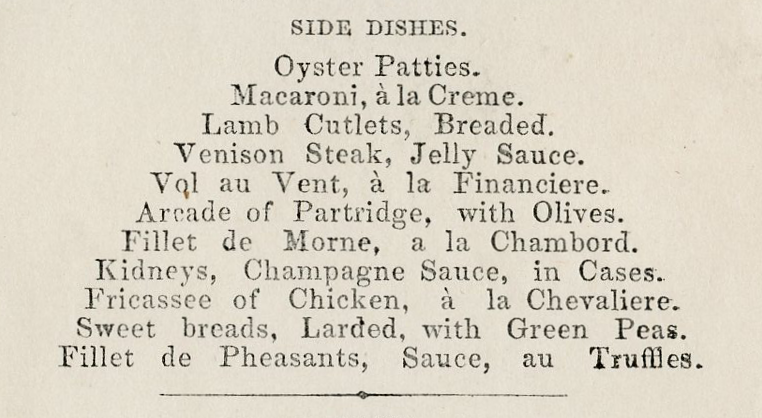 SIDE DISHES.
Oyster Patties.
Macaroni, à la Creme.
Lamb Cutlets, Breaded.
Venison Steak, Jelly Sauce.
Vol au Vent, à la Financiere.
Arcade of Partridge, with Olives.
Fillet de Morne, a la Chambord.
Kidneys, Champagne Sauce, in Cases.
Fricassee of Chicken, à la Chevaliere.
Sweet breads, Larded, with Green Peas.
Fillet de Pheasants, Sauce, au Truffles.